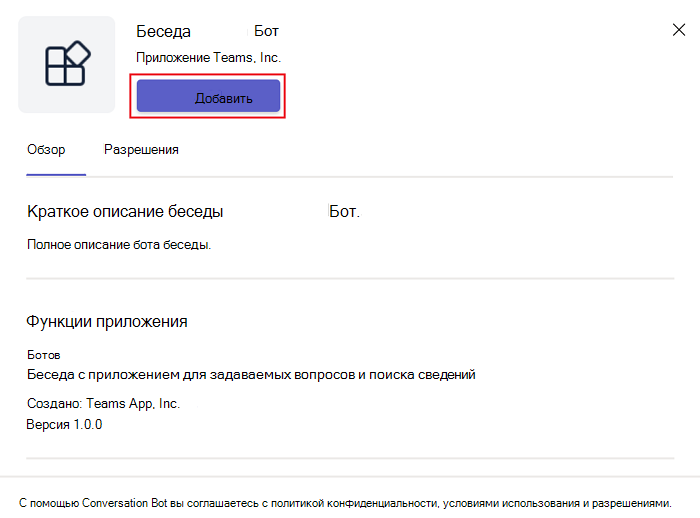 Беседа Бот
Приложение Teams, Inc.
Добавить
Обзор Разрешения
Краткое описание беседы Бот.
Полное описание бота беседы.
Функции приложения
Ботов
Беседа с приложением для задаваемых вопросов и поиска сведений
Создано: Teams App, Inc.
Версия 1.0.0
С помощью Conversation Bot вы соглашаетесь с политикой конфиденциальности, условиями использования и разрешениями.